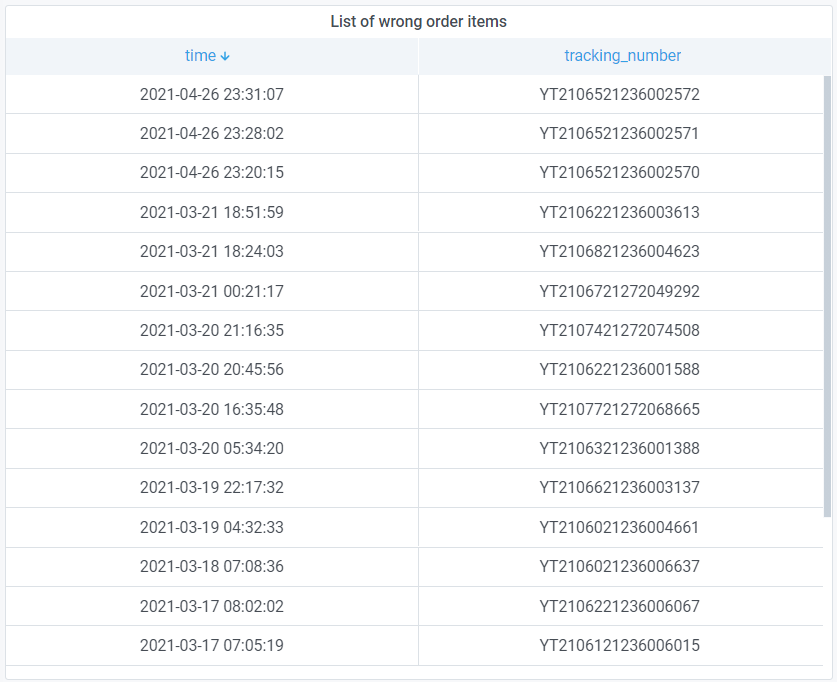 List of wrong order items
time ↓ tracking_number
2021-04-26 23:31:07 YT2106521236002572
2021-04-26 23:28:02 YT2106521236002571
2021-04-26 23:20:15 YT2106521236002570
2021-03-21 18:51:59 YT2106221236003613
2021-03-21 18:24:03 YT2106821236004623
2021-03-21 00:21:17 YT2106721272049292
2021-03-20 21:16:35 YT2107421272074508
2021-03-20 20:45:56 YT2106221236001588
2021-03-20 16:35:48 YT2107721272068665
2021-03-20 05:34:20 YT2106321236001388
2021-03-19 22:17:32 YT2106621236003137
2021-03-19 04:32:33 YT2106021236004661
2021-03-18 07:08:36 YT2106021236006637
2021-03-17 08:02:02 YT2106221236006067
2021-03-17 07:05:19 YT2106121236006015